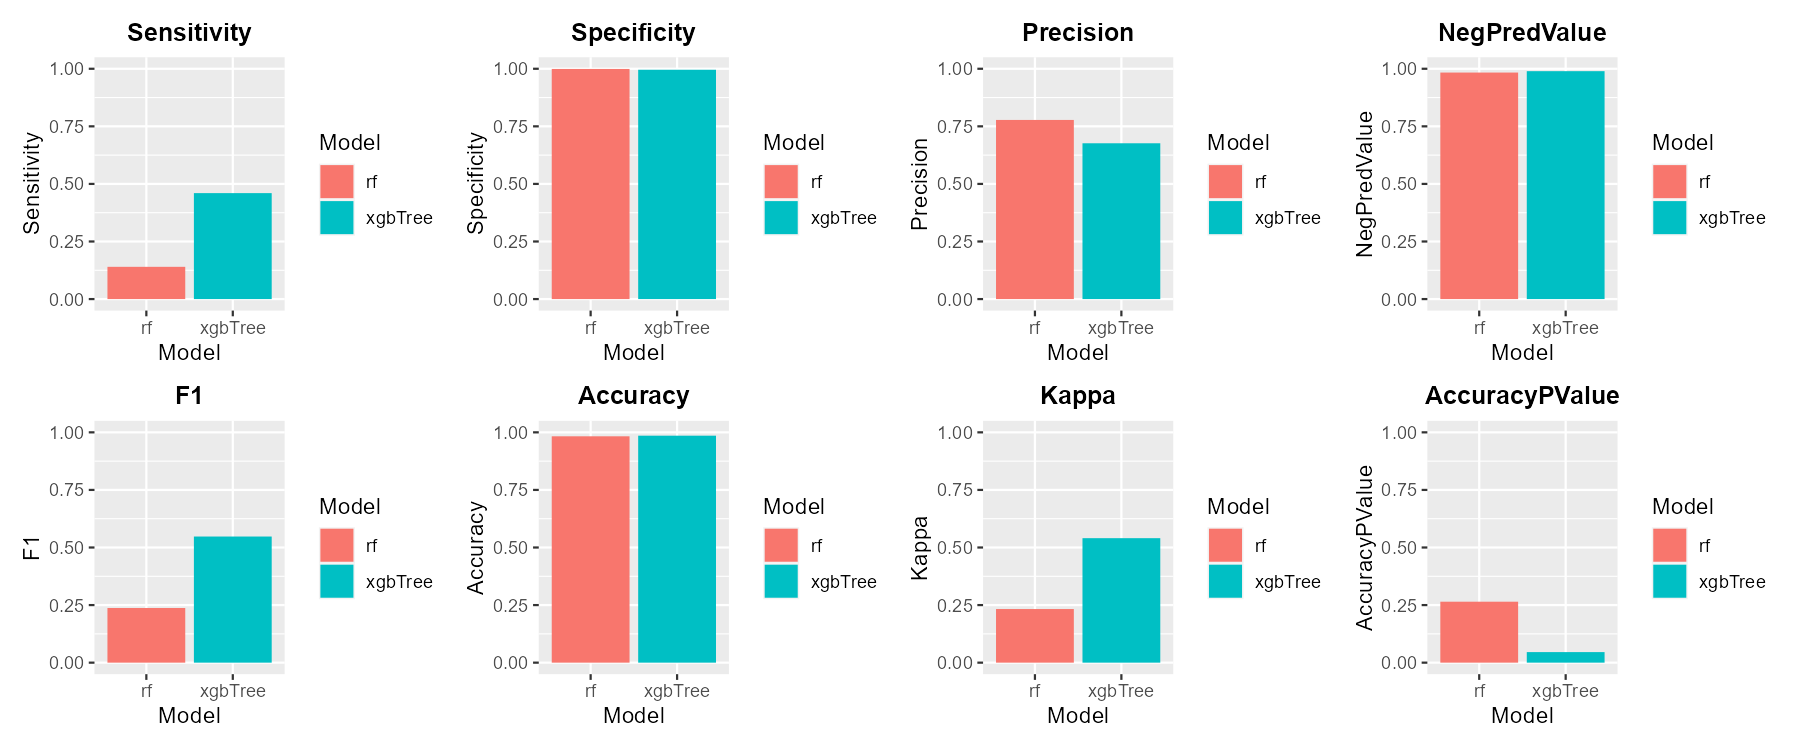 Sensitivity
1.00
0.75
0.50
0.25
0.00
Sensitivity
rf
xgbTree
Model
Model
rf
xgbTree
Specificity
1.00
0.75
0.50
0.25
0.00
Specificity
rf
xgbTree
Model
Model
rf
xgbTree
Precision
1.00
0.75
0.50
0.25
0.00
Precision
rf
xgbTree
Model
Model
rf
xgbTree
NegPredValue
1.00
0.75
0.50
0.25
0.00
NegPredValue
rf
xgbTree
Model
Model
rf
xgbTree
F1
1.00
0.75
0.50
0.25
0.00
F1
rf
xgbTree
Model
Model
rf
xgbTree
Accuracy
1.00
0.75
0.50
0.25
0.00
Accuracy
rf
xgbTree
Model
Model
rf
xgbTree
Kappa
1.00
0.75
0.50
0.25
0.00
Kappa
rf
xgbTree
Model
Model
rf
xgbTree
AccuracyPValue
1.00
0.75
0.50
0.25
0.00
AccuracyPValue
rf
xgbTree
Model
Model
rf
xgbTree